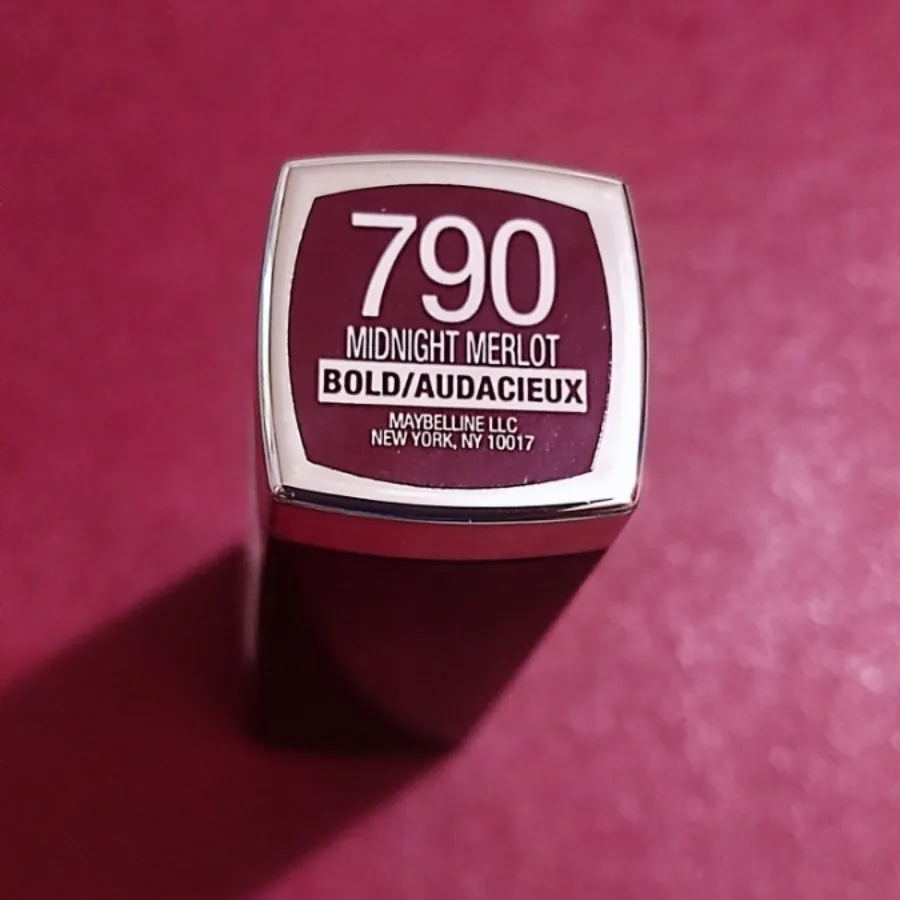 790
MIDNIGHT MERLOT
BOLD/AUDACIEUX
MAYBELLINE LLC
NEW YORK, NY 10017